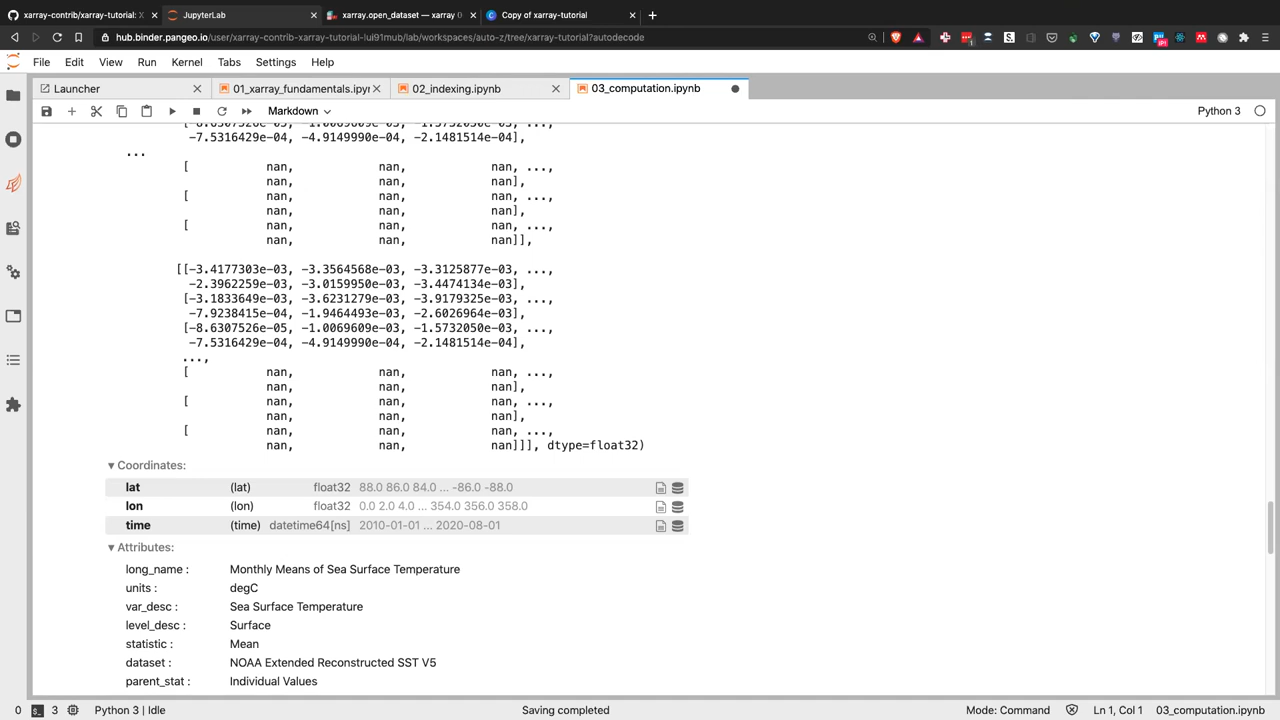 xarray-contrib/xarray-tutorial: X
JupyterLab
xarray.open_dataset — xarray 0
Copy of xarray-tutorial
hub.binder.pangeo.io/user/xarray-contrib-xarray-tutorial-!ui91mub/lab/workspaces/auto-z/tree/xarray-tutorial?autodecode
File Edit View Run Kernel Tabs Settings Help
Launcher
01_xarray_fundamentals.ipyn
02_indexing.ipynb
03_computation.ipynb
Markdown
Python 3
-7.5316429e-04, -4.9149990e-04, -2.1481514e-04],
...
[ nan, nan, nan, ...,
nan, nan, nan],
[ nan, nan, nan, ...,
nan, nan, nan],
[ nan, nan, nan, ...,
nan, nan, nan]],
[[-3.4177303e-03, -3.3564568e-03, -3.3125877e-03, ...,
-2.3962259e-03, -3.0159950e-03, -3.4474134e-03],
[-3.1833649e-03, -3.6231279e-03, -3.9179325e-03, ...,
-7.9238415e-04, -1.9464493e-03, -2.6026964e-03],
[-8.6307526e-05, -1.0069609e-03, -1.5732050e-03, ...,
-7.5316429e-04, -4.9149990e-04, -2.1481514e-04],
...,
[ nan, nan, nan, ...,
nan, nan, nan],
[ nan, nan, nan, ...,
nan, nan, nan],
[ nan, nan, nan, ...,
nan, nan, nan]]], dtype=float32)
Coordinates:
lat (lat) float32 88.0 86.0 84.0 ... -86.0 -88.0
lon (lon) float32 0.0 2.0 4.0 ... 354.0 356.0 358.0
time (time) datetime64[ns] 2010-01-01 ... 2020-08-01
Attributes:
long_name : Monthly Means of Sea Surface Temperature
units : degC
var_desc : Sea Surface Temperature
level_desc : Surface
statistic : Mean
dataset : NOAA Extended Reconstructed SST V5
parent_stat : Individual Values
0 3 Python 3 | Idle Saving completed Mode: Command Ln 1, Col 1 03_computation.ipynb